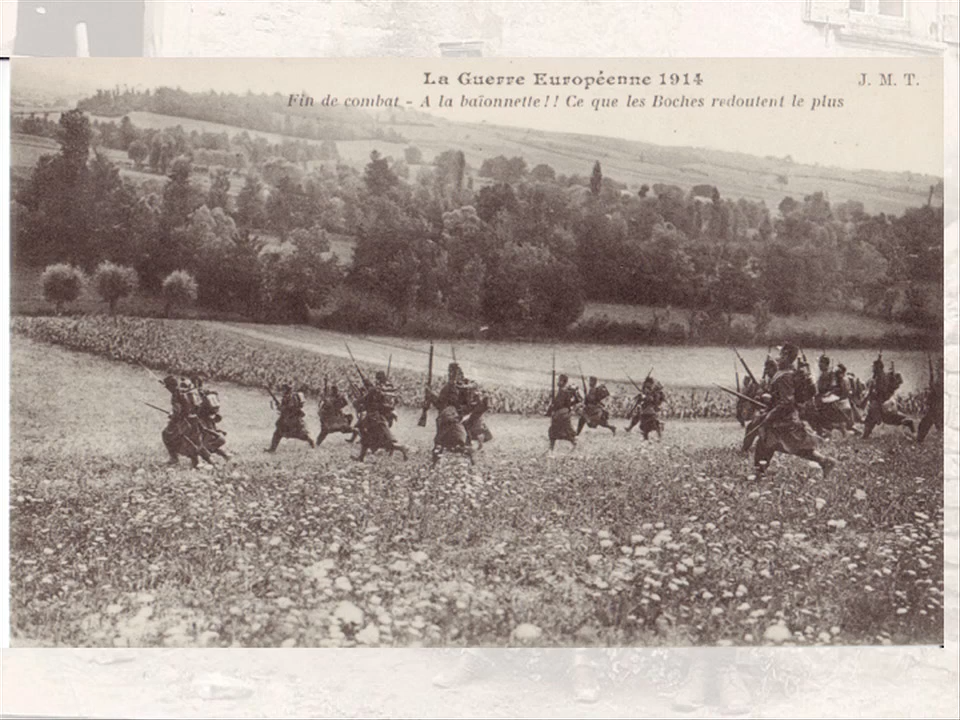 La Guerre Européenne 1914 J. M. T.
Fin de combat - A la baïonnette!! Ce que les Boches redoutent le plus